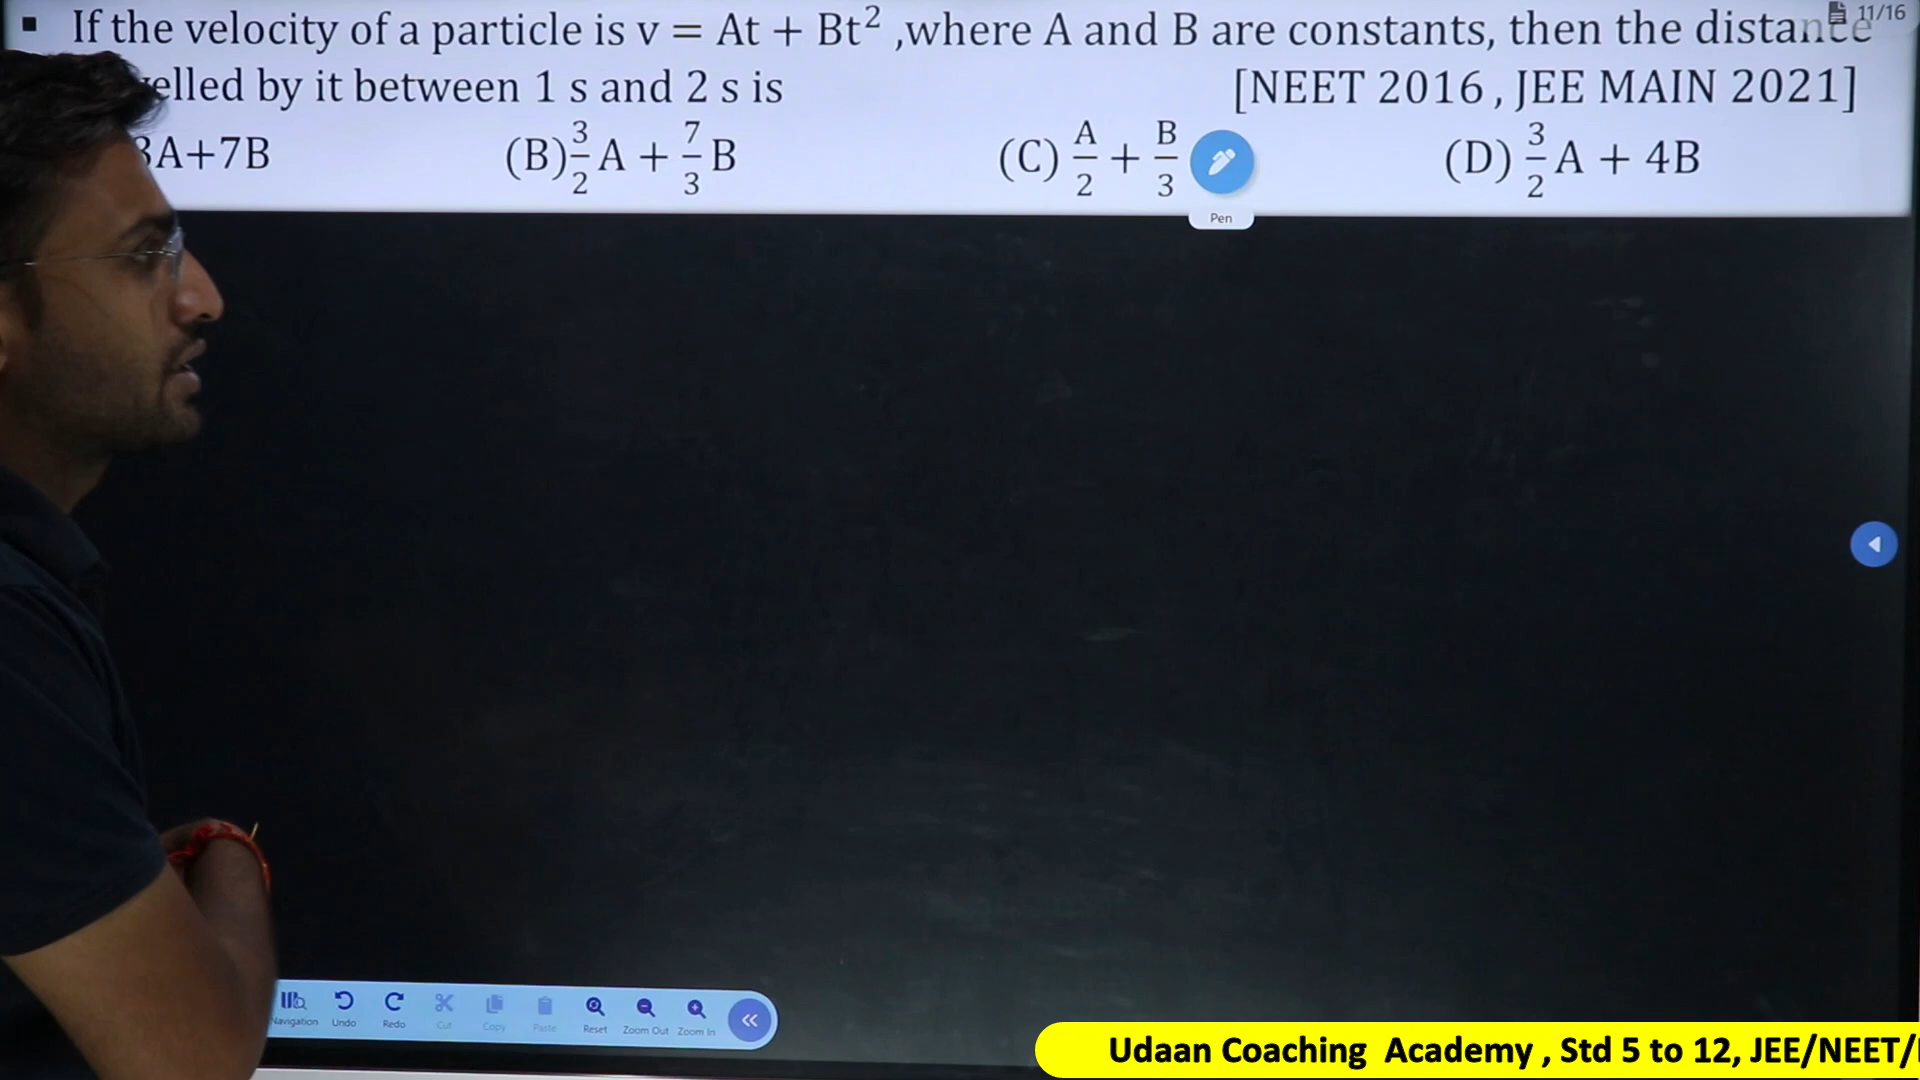 ▪ If the velocity of a particle is v = At + Bt² ,where A and B are constants, then the distance
elled by it between 1 s and 2 s is [NEET 2016 , JEE MAIN 2021]
3A+7B (B) 3/2 A + 7/3 B (C) A/2 + B/3 (D) 3/2 A + 4B
11/16
Pen
Navigation Undo Redo Cut Copy Paste Reset Zoom Out Zoom In
Udaan Coaching Academy , Std 5 to 12, JEE/NEET/